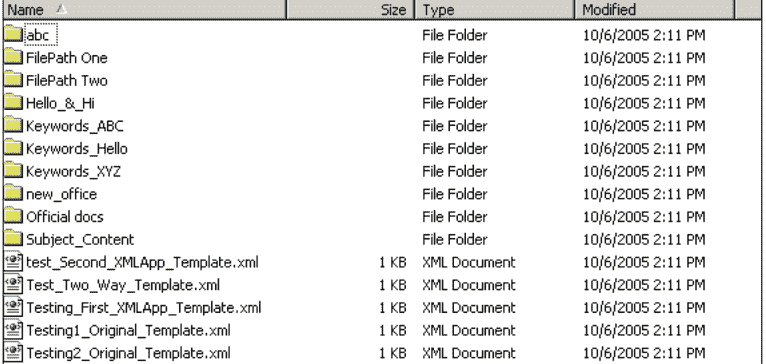 Name Size Type Modified
abc File Folder 10/6/2005 2:11 PM
FilePath One File Folder 10/6/2005 2:11 PM
FilePath Two File Folder 10/6/2005 2:11 PM
Hello_&_Hi File Folder 10/6/2005 2:11 PM
Keywords_ABC File Folder 10/6/2005 2:11 PM
Keywords_Hello File Folder 10/6/2005 2:11 PM
Keywords_XYZ File Folder 10/6/2005 2:11 PM
new_office File Folder 10/6/2005 2:11 PM
Official docs File Folder 10/6/2005 2:11 PM
Subject_Content File Folder 10/6/2005 2:11 PM
test_Second_XMLApp_Template.xml 1 KB XML Document 10/6/2005 2:11 PM
Test_Two_Way_Template.xml 1 KB XML Document 10/6/2005 2:11 PM
Testing_First_XMLApp_Template.xml 1 KB XML Document 10/6/2005 2:11 PM
Testing1_Original_Template.xml 1 KB XML Document 10/6/2005 2:11 PM
Testing2_Original_Template.xml 1 KB XML Document 10/6/2005 2:11 PM